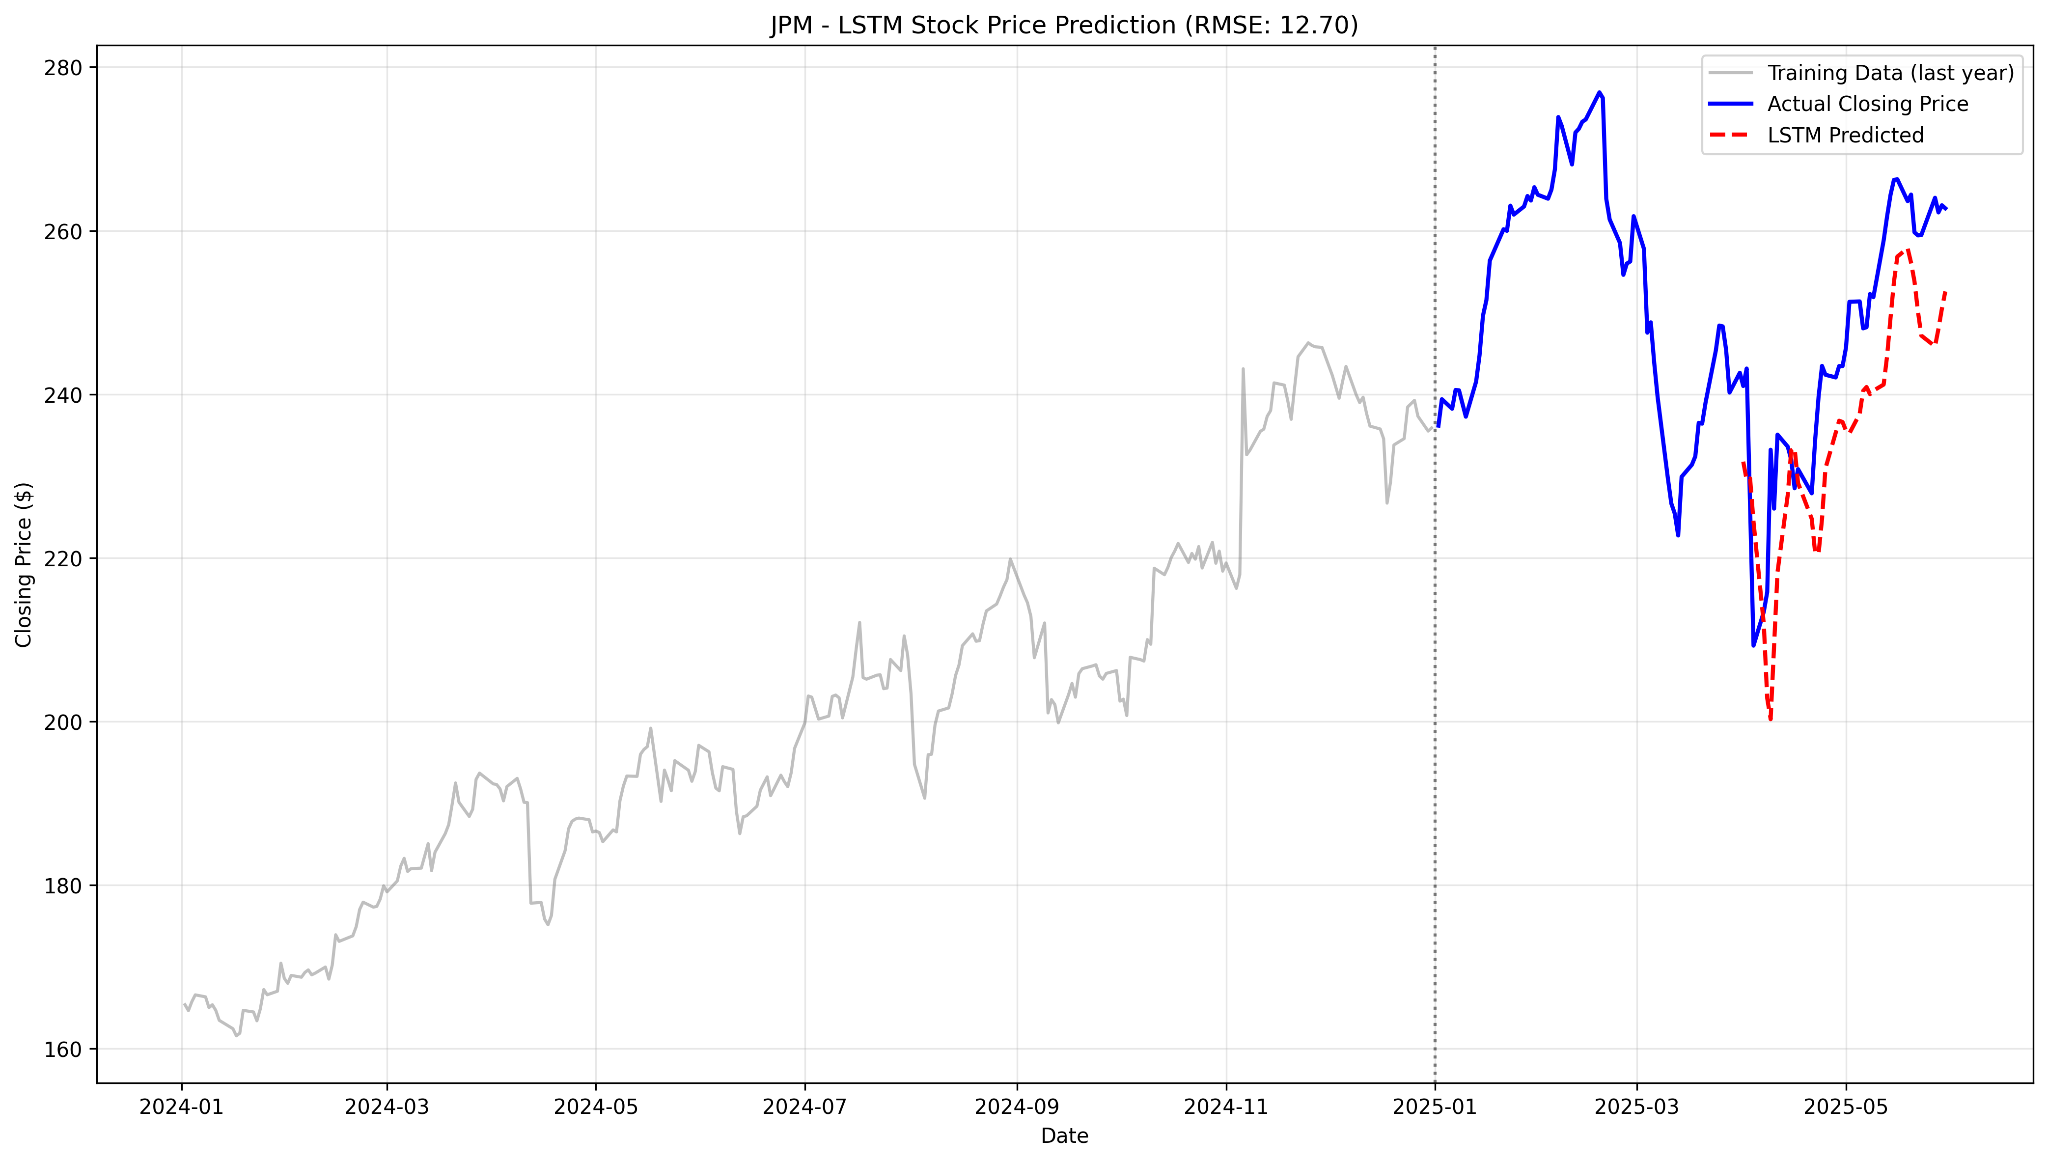 JPM - LSTM Stock Price Prediction (RMSE: 12.70)
Training Data (last year)
Actual Closing Price
LSTM Predicted
Closing Price ($)
280
260
240
220
200
180
160
2024-01
2024-03
2024-05
2024-07
2024-09
2024-11
2025-01
2025-03
2025-05
Date